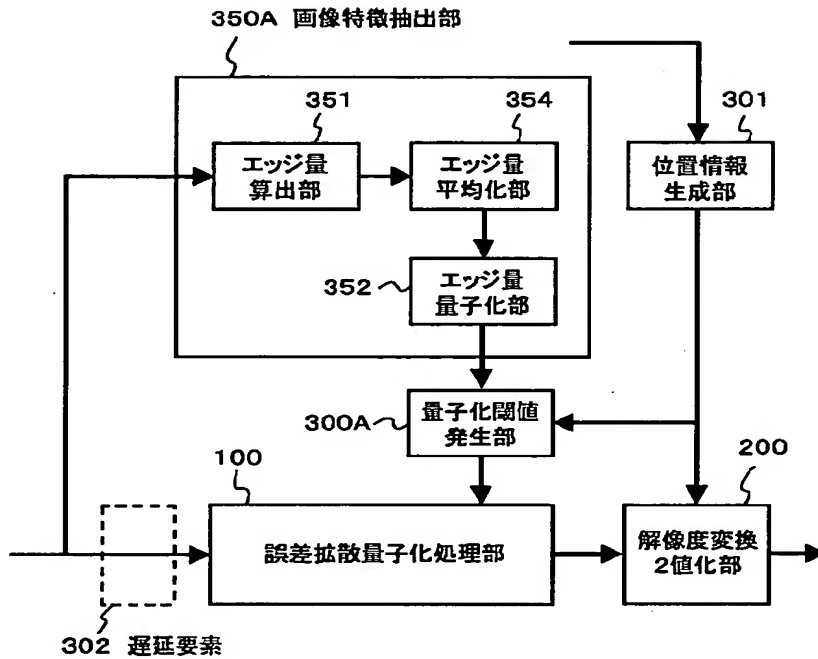 350A 画像特徴抽出部
351
354
301
エッジ量
算出部
エッジ量
平均化部
位置情報
生成部
352
エッジ量
量子化部
300A
量子化閾値
発生部
100
200
誤差拡散量子化処理部
解像度変換
2値化部
302 遅延要素